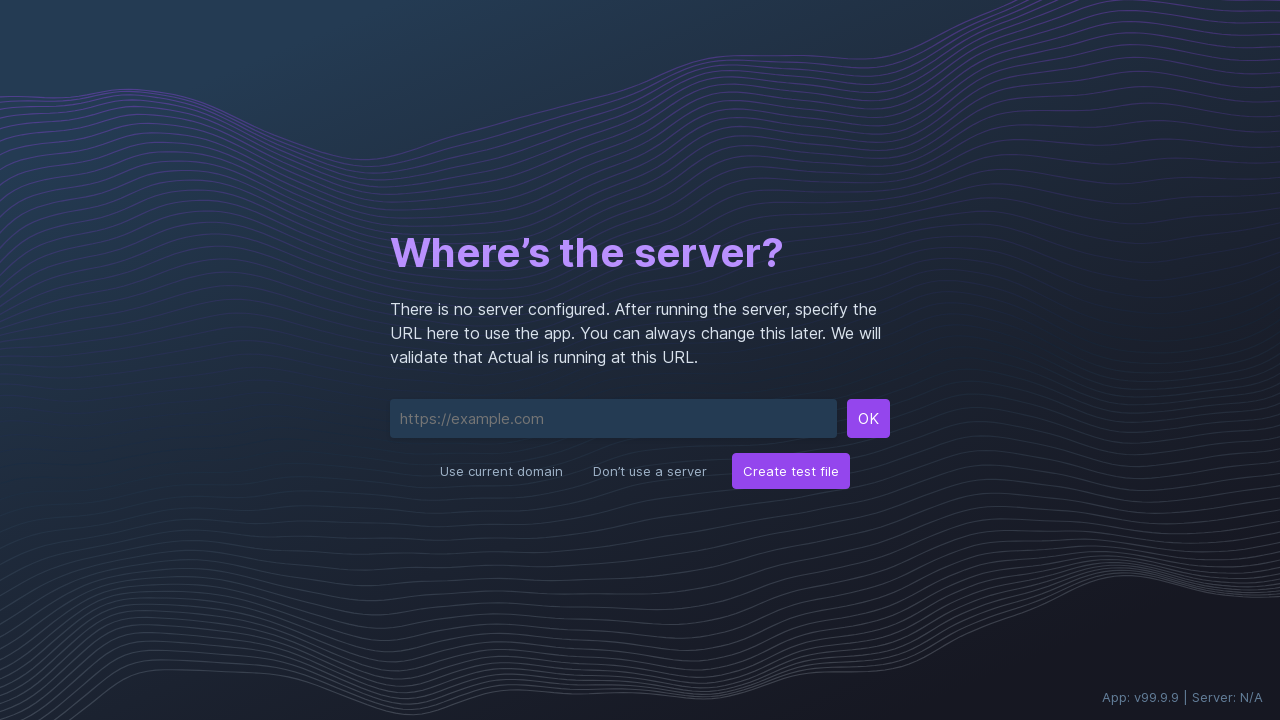 Where’s the server?
There is no server configured. After running the server, specify the
URL here to use the app. You can always change this later. We will
validate that Actual is running at this URL.
https://example.com
OK
Use current domain
Don’t use a server
Create test file
App: v99.9.9 | Server: N/A